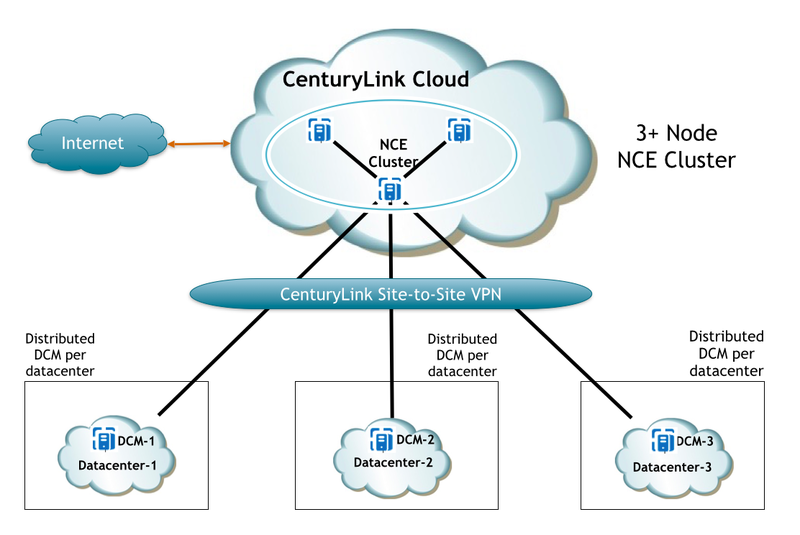 CenturyLink Cloud
Internet
NCE
Cluster
3+ Node
NCE Cluster
CenturyLink Site-to-Site VPN
Distributed
DCM per
datacenter
Distributed
DCM per
datacenter
Distributed
DCM per
datacenter
DCM-1
Datacenter-1
DCM-2
Datacenter-2
DCM-3
Datacenter-3